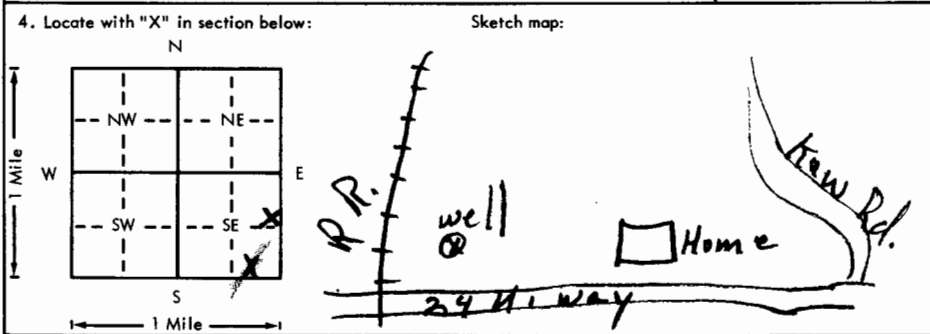 4. Locate with "X" in section below:
Sketch map:
N
NW
NE
W
E
1 Mile
SW
SE
X
X
S
1 Mile
R R.
well
X
Home
Kaw Rd.
24 Hiway